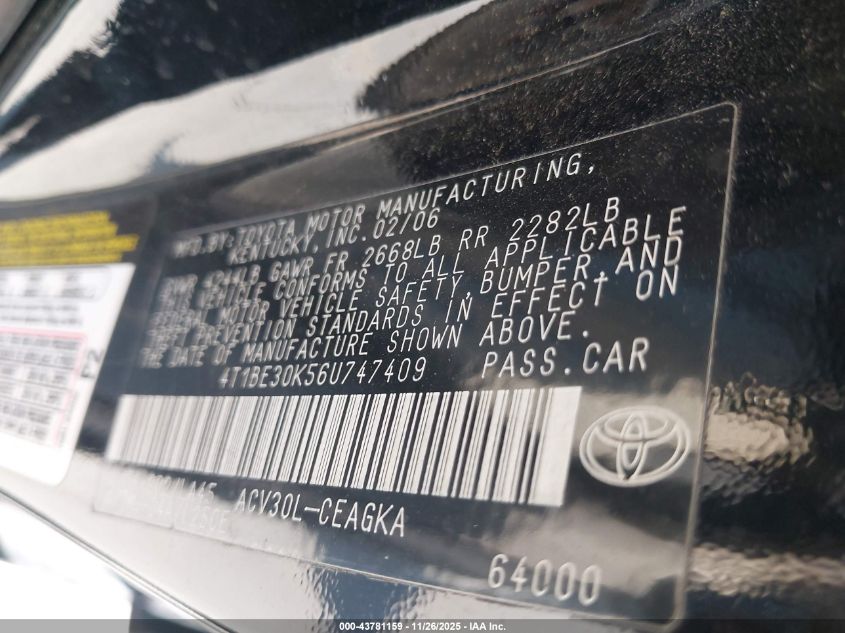 MFD.BY:TOYOTA MOTOR MANUFACTURING,
KENTUCKY,INC.02/06
GVWR 4244LB GAWR FR 2668LB RR 2282LB
THIS VEHICLE CONFORMS TO ALL APPLICABLE
FEDERAL MOTOR VEHICLE SAFETY,BUMPER,AND
THEFT PREVENTION STANDARDS IN EFFECT ON
THE DATE OF MANUFACTURE SHOWN ABOVE.
4T1BE30K56U747409 PASS.CAR
ACV30L-CEAGKA
64000
000-43781159 - 11/26/2025 - IAA Inc.